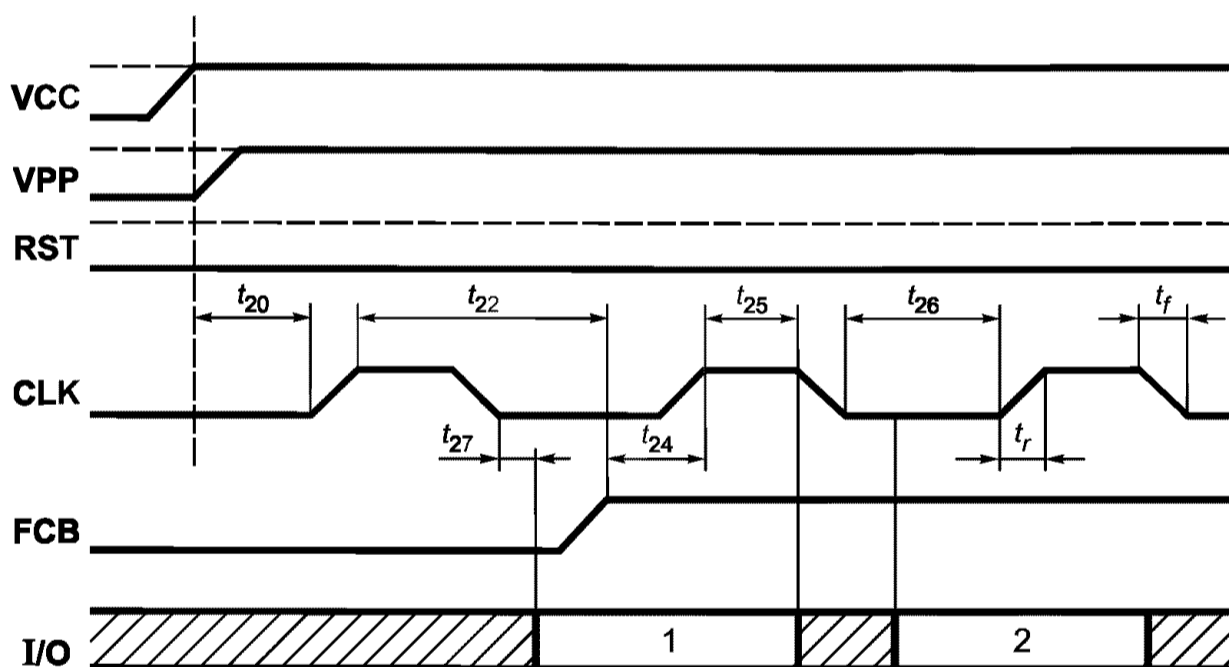 VCC
VPP
RST
t20 t22 t25 t26 tf
CLK
t27 t24 tr
FCB
I/O 1 2